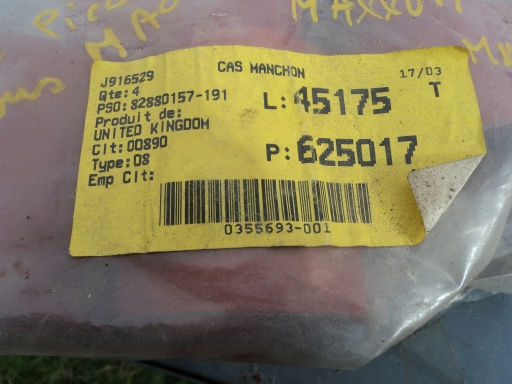 MAXXUM
J916529
CAS MANCHON
17/03
Qte:4
PSO:82880157-191
L:45175
T
Produit de:
UNITED KINGDOM
Clt:00890
P:625017
Type:08
Emp Clt:
0355693-001